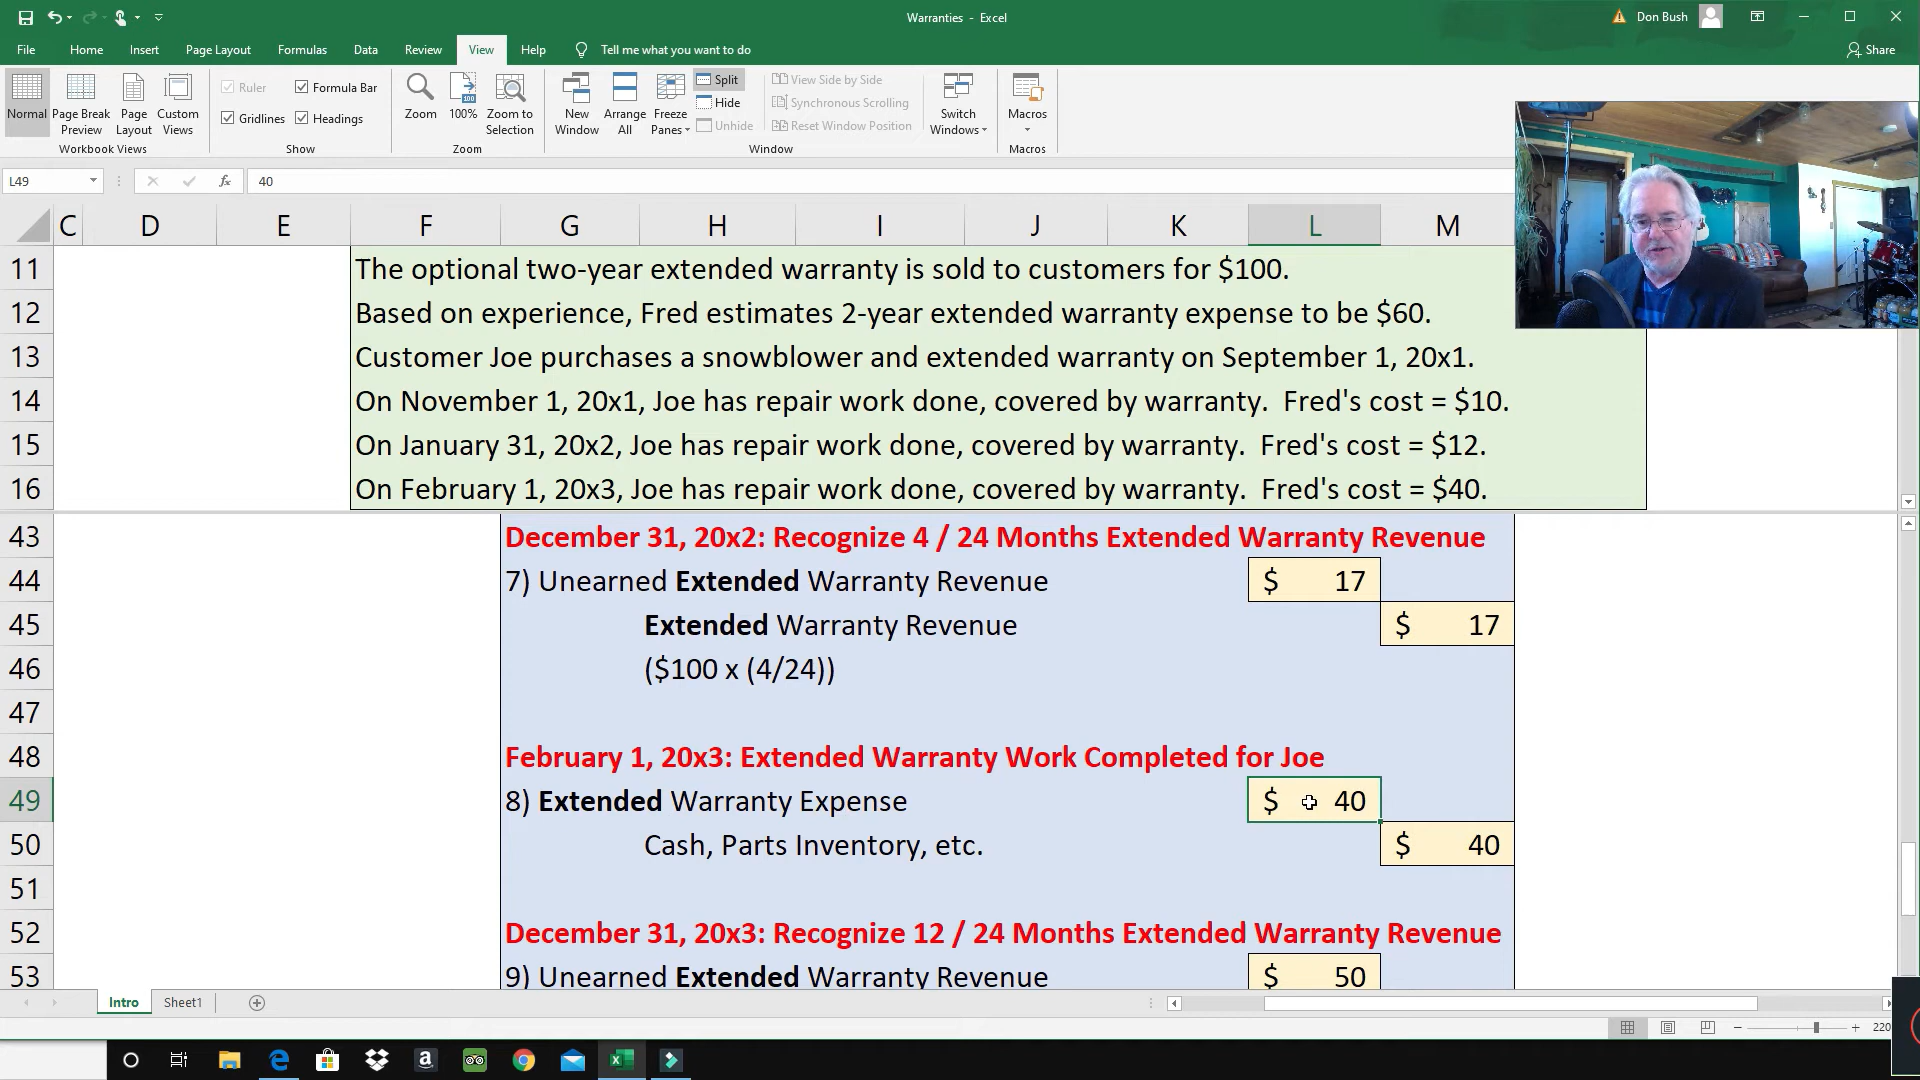 Warranties - Excel
Don Bush
File Home Insert Page Layout Formulas Data Review View Help Tell me what you want to do Share
Normal
Page Break Preview
Page Layout
Custom Views
Workbook Views
Ruler
Formula Bar
Gridlines
Headings
Show
Zoom
100%
Zoom to Selection
Zoom
New Window
Arrange All
Freeze Panes
Split
Hide
Unhide
View Side by Side
Synchronous Scrolling
Reset Window Position
Window
Switch Windows
Macros
Macros
L49 fx 40
C D E F G H I J K L M
11 The optional two-year extended warranty is sold to customers for $100.
12 Based on experience, Fred estimates 2-year extended warranty expense to be $60.
13 Customer Joe purchases a snowblower and extended warranty on September 1, 20x1.
14 On November 1, 20x1, Joe has repair work done, covered by warranty. Fred's cost = $10.
15 On January 31, 20x2, Joe has repair work done, covered by warranty. Fred's cost = $12.
16 On February 1, 20x3, Joe has repair work done, covered by warranty. Fred's cost = $40.
43 December 31, 20x2: Recognize 4 / 24 Months Extended Warranty Revenue
44 7) Unearned Extended Warranty Revenue $ 17
45 Extended Warranty Revenue $ 17
46 ($100 x (4/24))
47
48 February 1, 20x3: Extended Warranty Work Completed for Joe
49 8) Extended Warranty Expense $ 40
50 Cash, Parts Inventory, etc. $ 40
51
52 December 31, 20x3: Recognize 12 / 24 Months Extended Warranty Revenue
53 9) Unearned Extended Warranty Revenue $ 50
Intro Sheet1
220